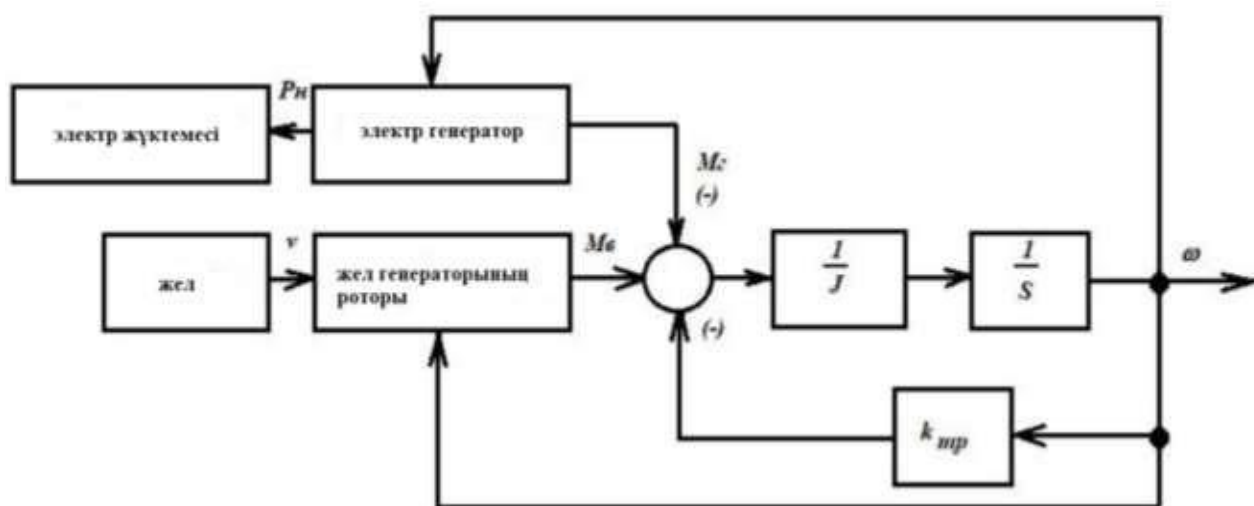 Pн
электр жүктемесі
электр генератор
Mг
(-)
v
Mв
жел
жел генераторының
роторы
1
J
1
S
ω
(-)
k тр